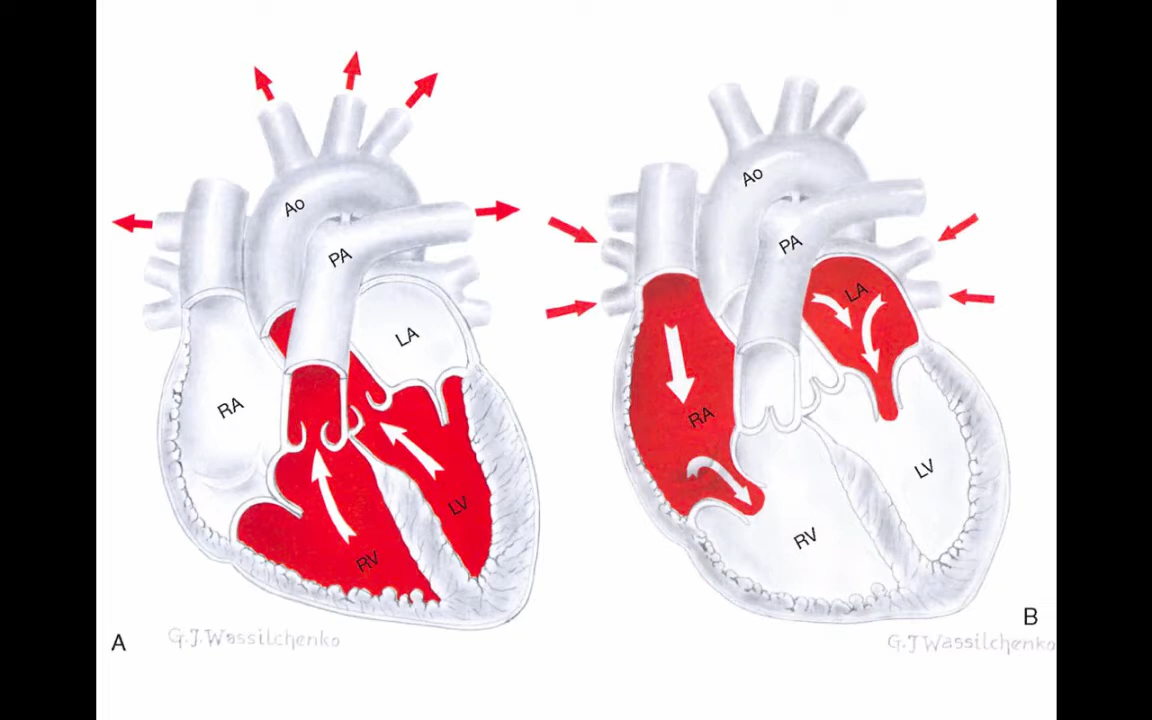 Ao
PA
LA
RA
LV
RV
A
G.J.Wassilchenko
Ao
PA
LA
RA
LV
RV
B
G.J Wassilchenko